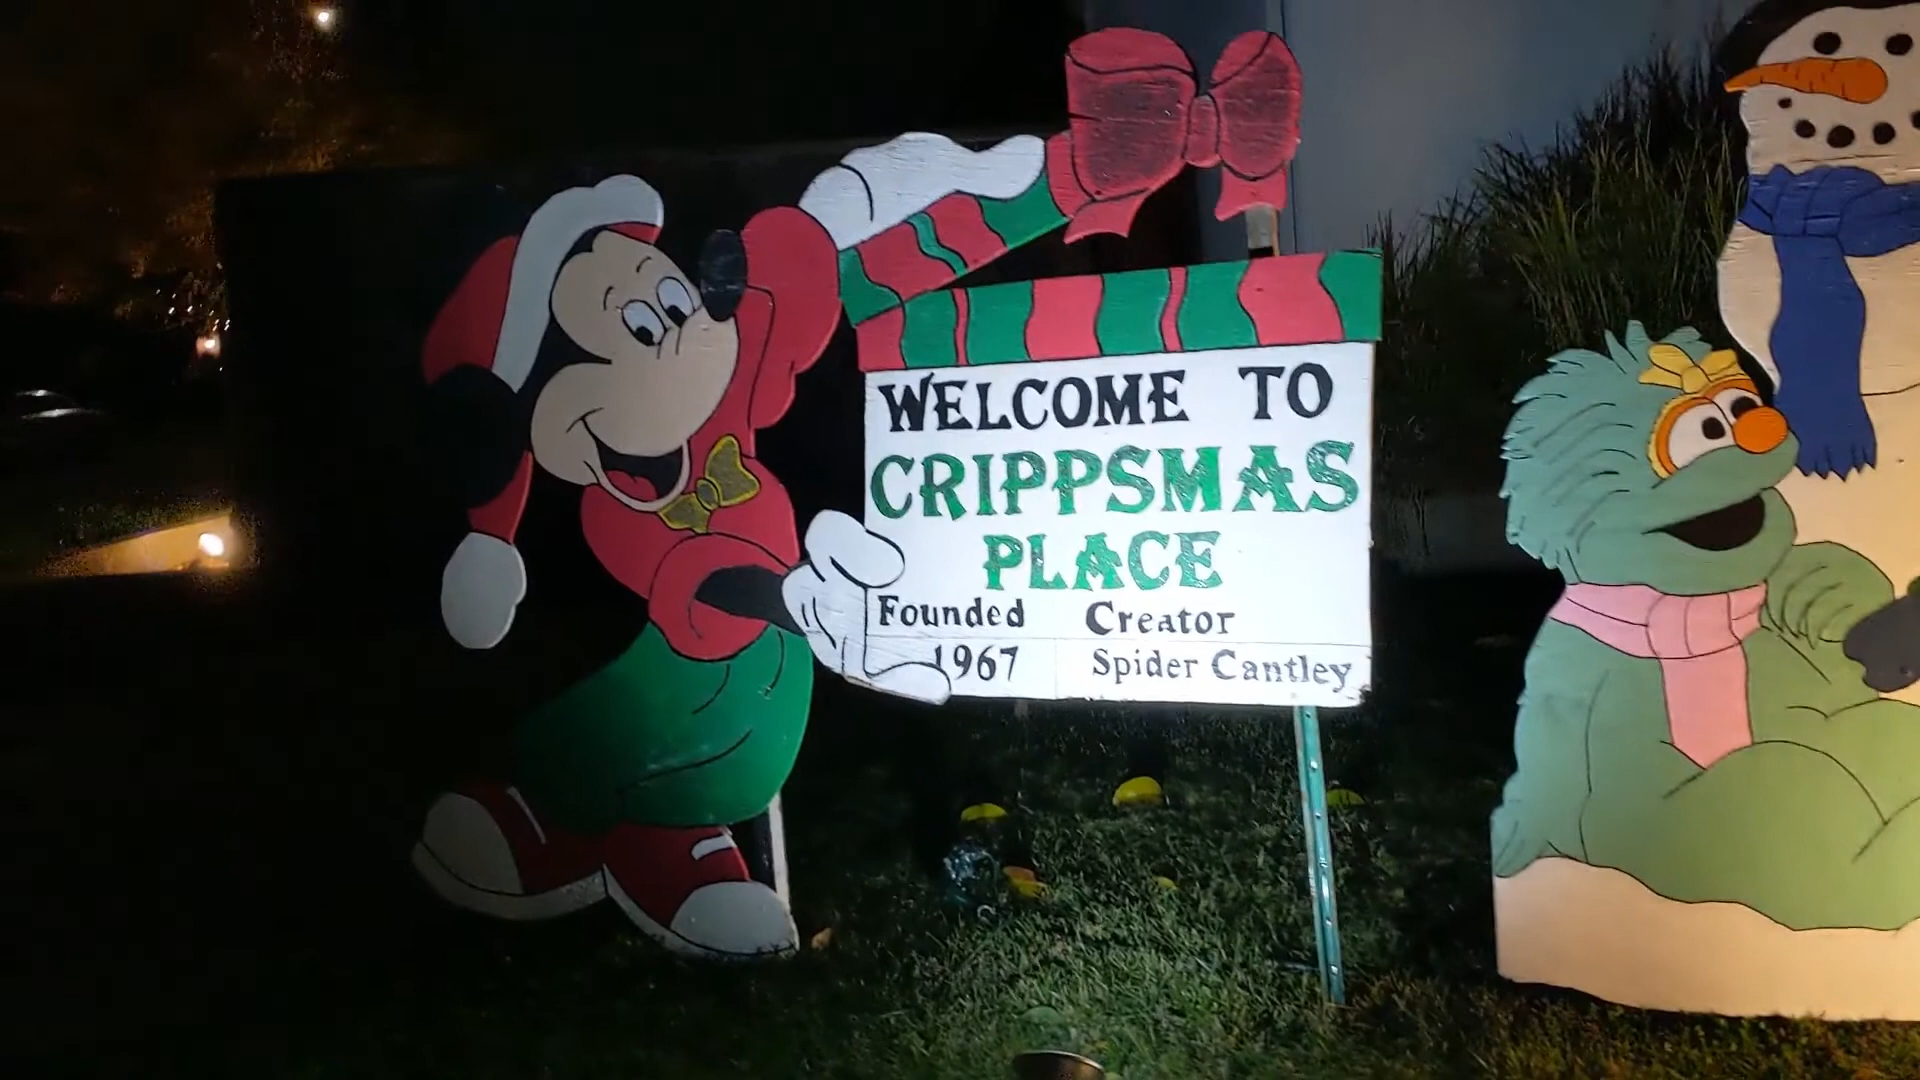 WELCOME TO
CRIPPSMAS
PLACE
Founded Creator
1967 Spider Cantley